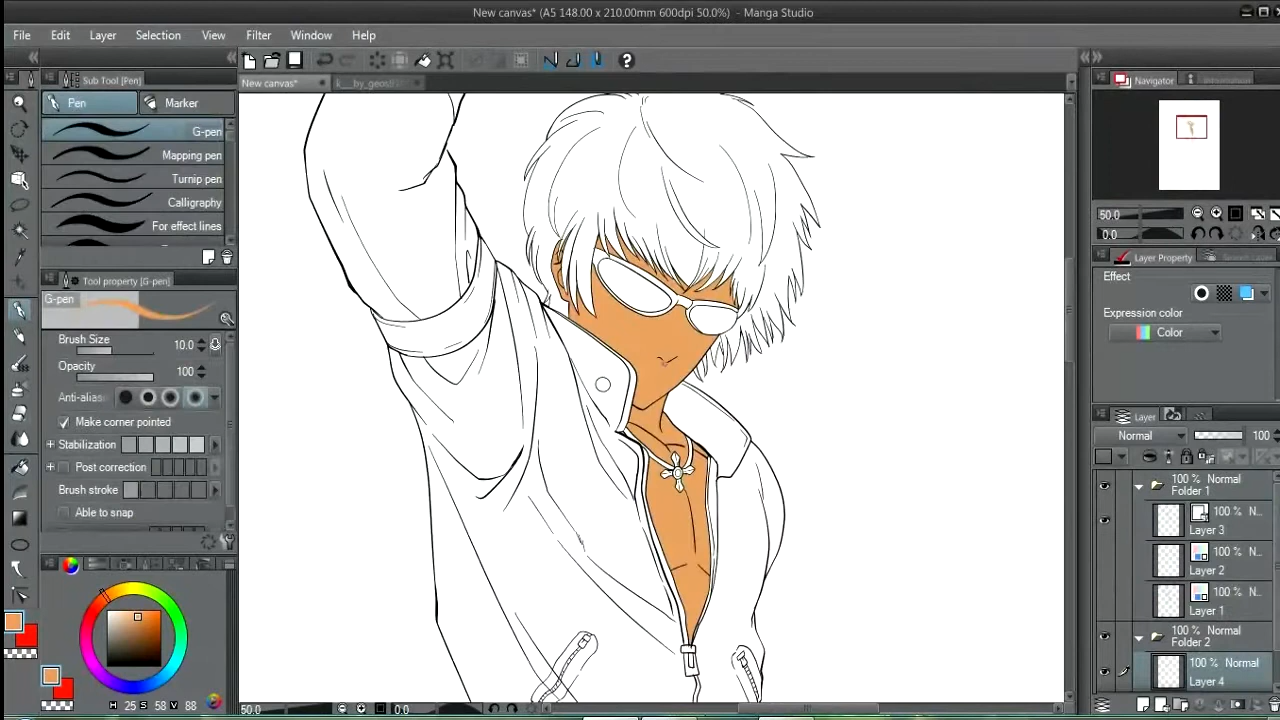 New canvas* (A5 148.00 x 210.00mm 600dpi 50.0%) - Manga Studio
File Edit Layer Selection View Filter Window Help
Sub Tool [Pen]
New canvas*
Navigator
Pen Marker
G-pen
Mapping pen
Turnip pen
Calligraphy
For effect lines
50.0
0.0
Layer Property
Effect
Expression color
Color
Tool property [G-pen]
G-pen
Brush Size 10.0
Opacity 100
Anti-alias
Make corner pointed
Stabilization
Post correction
Brush stroke
Able to snap
Layer
Normal 100
100 % Normal
Folder 1
100 % N...
Layer 3
100 % N...
Layer 2
100 % N...
Layer 1
100 % Normal
Folder 2
100 % Normal
Layer 4
H 25 S 58 V 88
50.0 0.0